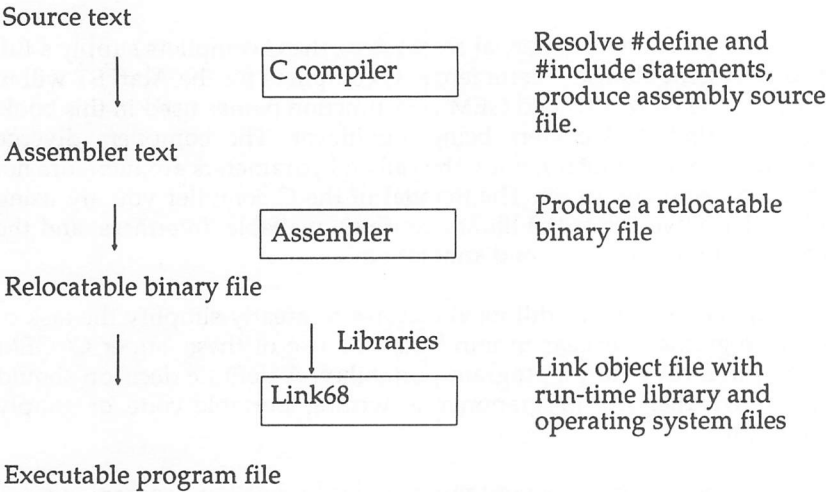 Source text
C compiler
Resolve #define and
#include statements,
produce assembly source
file.
Assembler text
Assembler
Produce a relocatable
binary file
Relocatable binary file
Libraries
Link68
Link object file with
run-time library and
operating system files
Executable program file